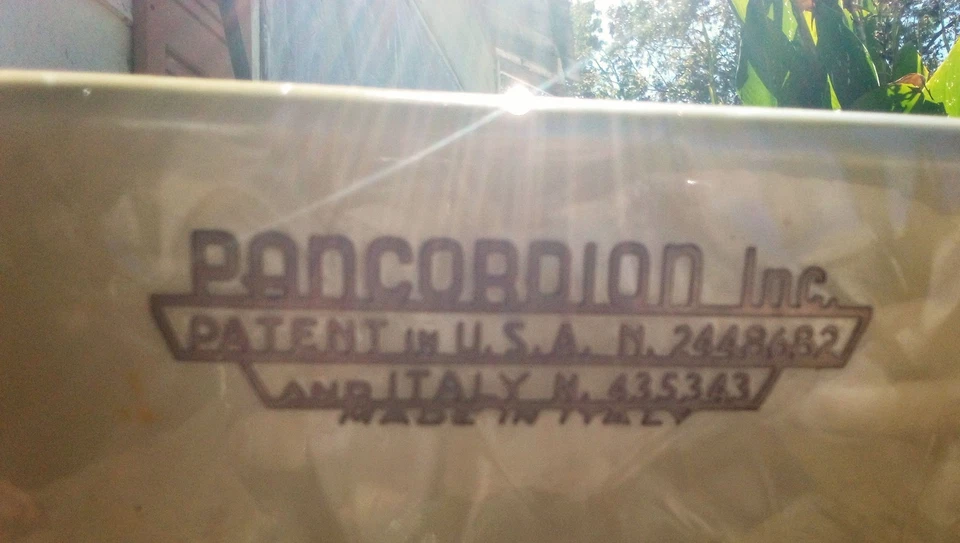 PANCORDION Inc.
PATENT IN U.S.A. N. 2448682
AND ITALY N. 435343
MADE IN ITALY